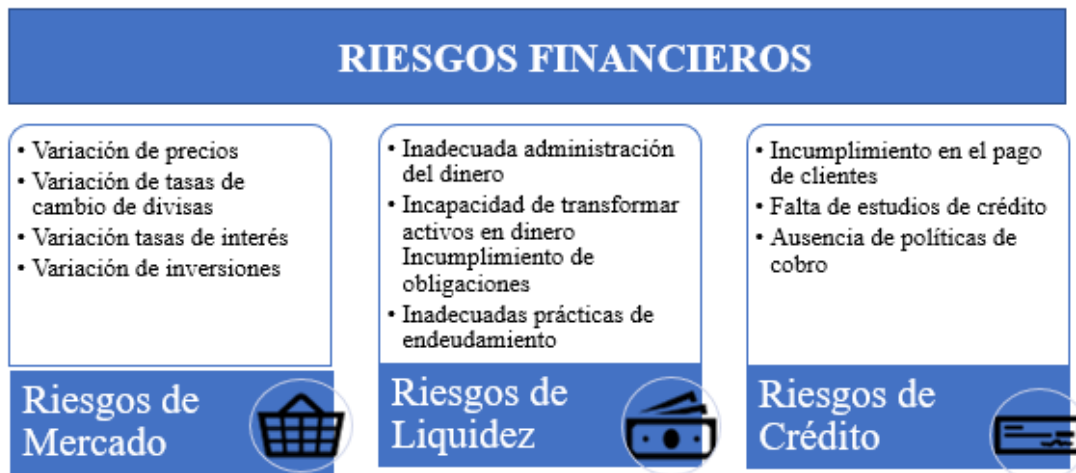 RIESGOS FINANCIEROS
• Variación de precios
• Variación de tasas de
cambio de divisas
• Variación tasas de interés
• Variación de inversiones
Riesgos de
Mercado
• Inadecuada administración
del dinero
• Incapacidad de transformar
activos en dinero
Incumplimiento de
obligaciones
• Inadecuadas prácticas de
endeudamiento
Riesgos de
Liquidez
• Incumplimiento en el pago
de clientes
• Falta de estudios de crédito
• Ausencia de políticas de
cobro
Riesgos de
Crédito